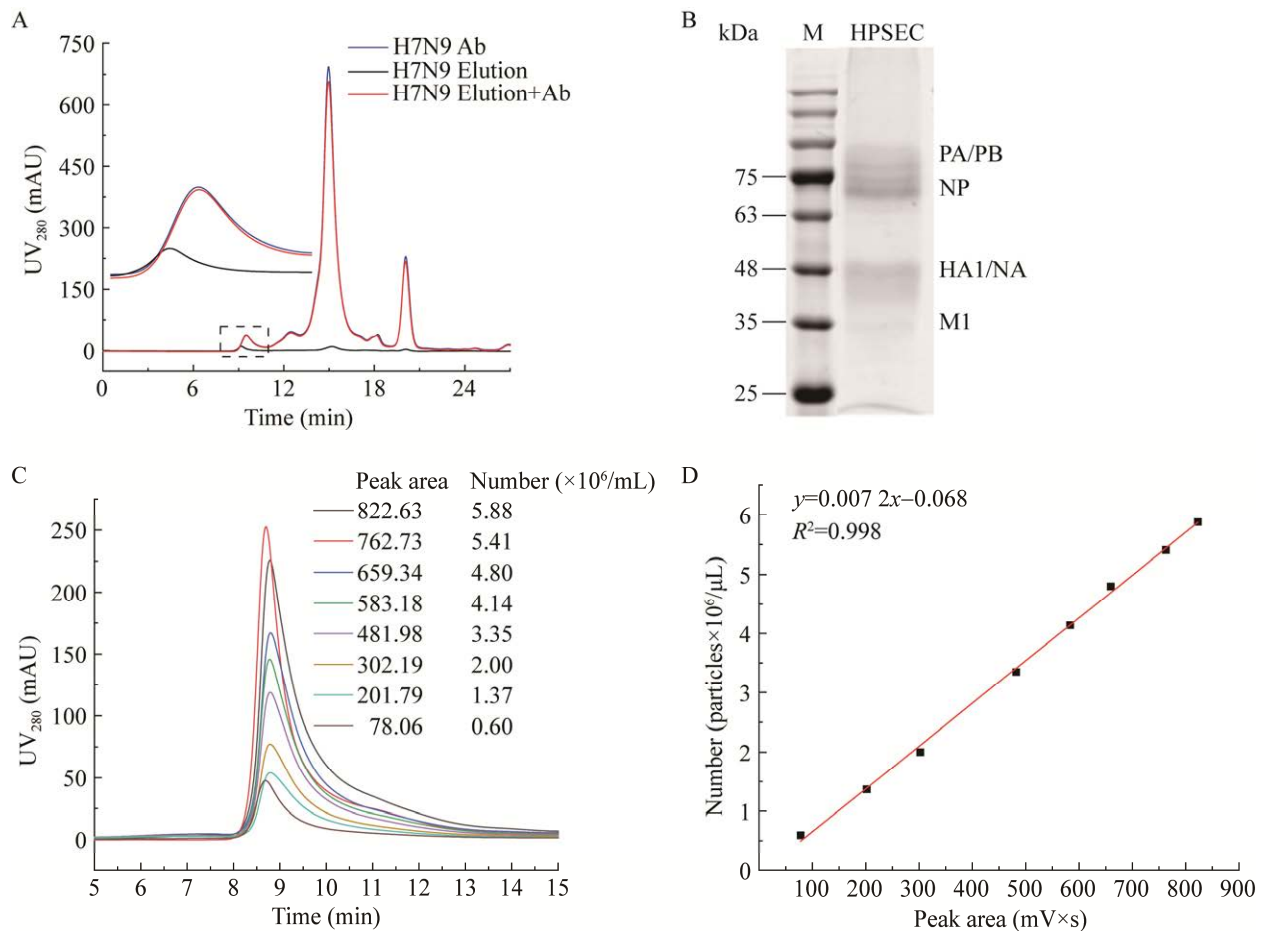 A
750
600
450
300
150
0
UV280 (mAU)
0 6 12 18 24
Time (min)
H7N9 Ab
H7N9 Elution
H7N9 Elution+Ab
B
kDa M HPSEC
75
63
48
35
25
PA/PB
NP
HA1/NA
M1
C
Peak area Number (×10⁶/mL)
822.63 5.88
762.73 5.41
659.34 4.80
583.18 4.14
481.98 3.35
302.19 2.00
201.79 1.37
78.06 0.60
250
200
150
100
50
0
UV280 (mAU)
5 6 7 8 9 10 11 12 13 14 15
Time (min)
D
y=0.007 2x−0.068
R²=0.998
6
5
4
3
2
1
0
Number (particles×10⁶/μL)
100 200 300 400 500 600 700 800 900
Peak area (mV×s)